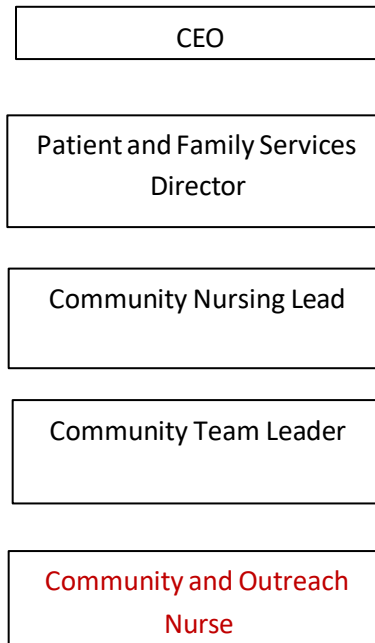 CEO
Patient and Family Services
Director
Community Nursing Lead
Community Team Leader
Community and Outreach
Nurse